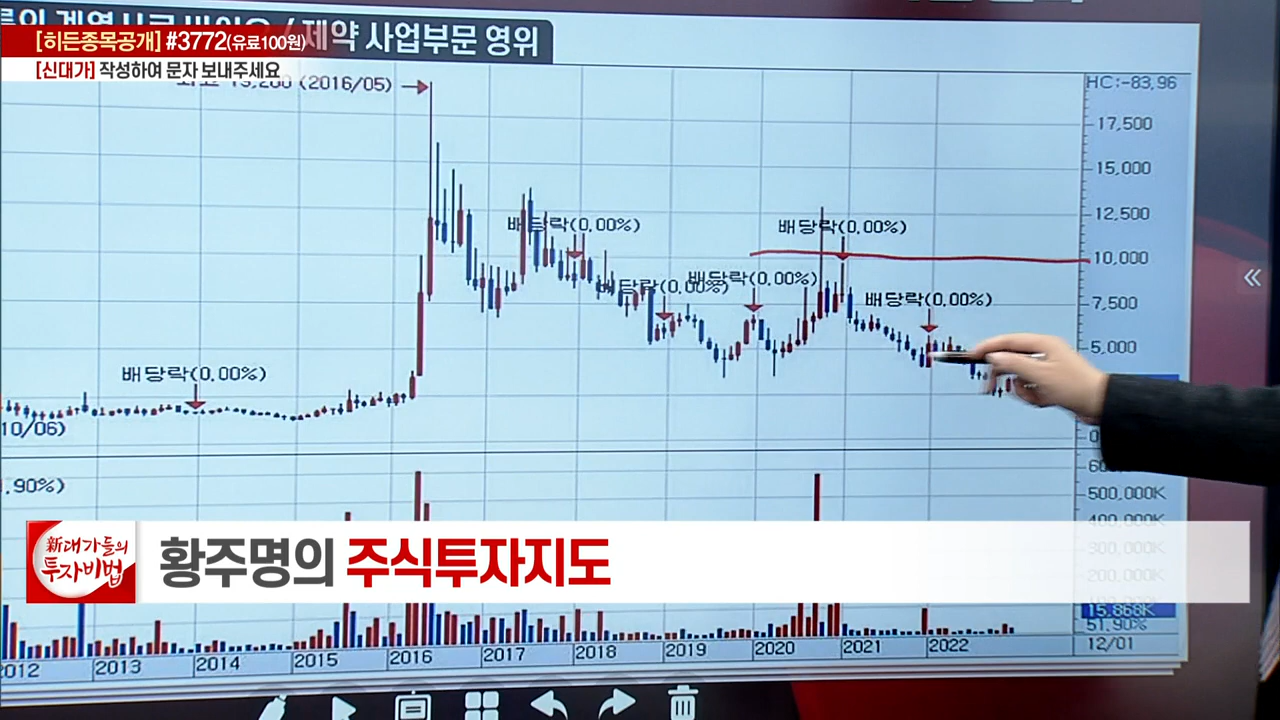 제약 사업부문 영위
[히든종목공개] #3772(유료100원)
[신대가] 작성하여 문자 보내주세요
(2016/05)
HC:-83,96
17,500
15,000
12,500
10,000
7,500
5,000
0
배당락(0.00%)
배당락(0.00%)
배당락(0.00%)
배당락(0.00%)
배당락(0.00%)
배당락(0.00%)
10/06)
.90%)
500,000K
400,000K
300,000K
200,000K
15,868K
51.90%
新대가들의
투자비법
황주명의 주식투자지도
2012 2013 2014 2015 2016 2017 2018 2019 2020 2021 2022 12/01